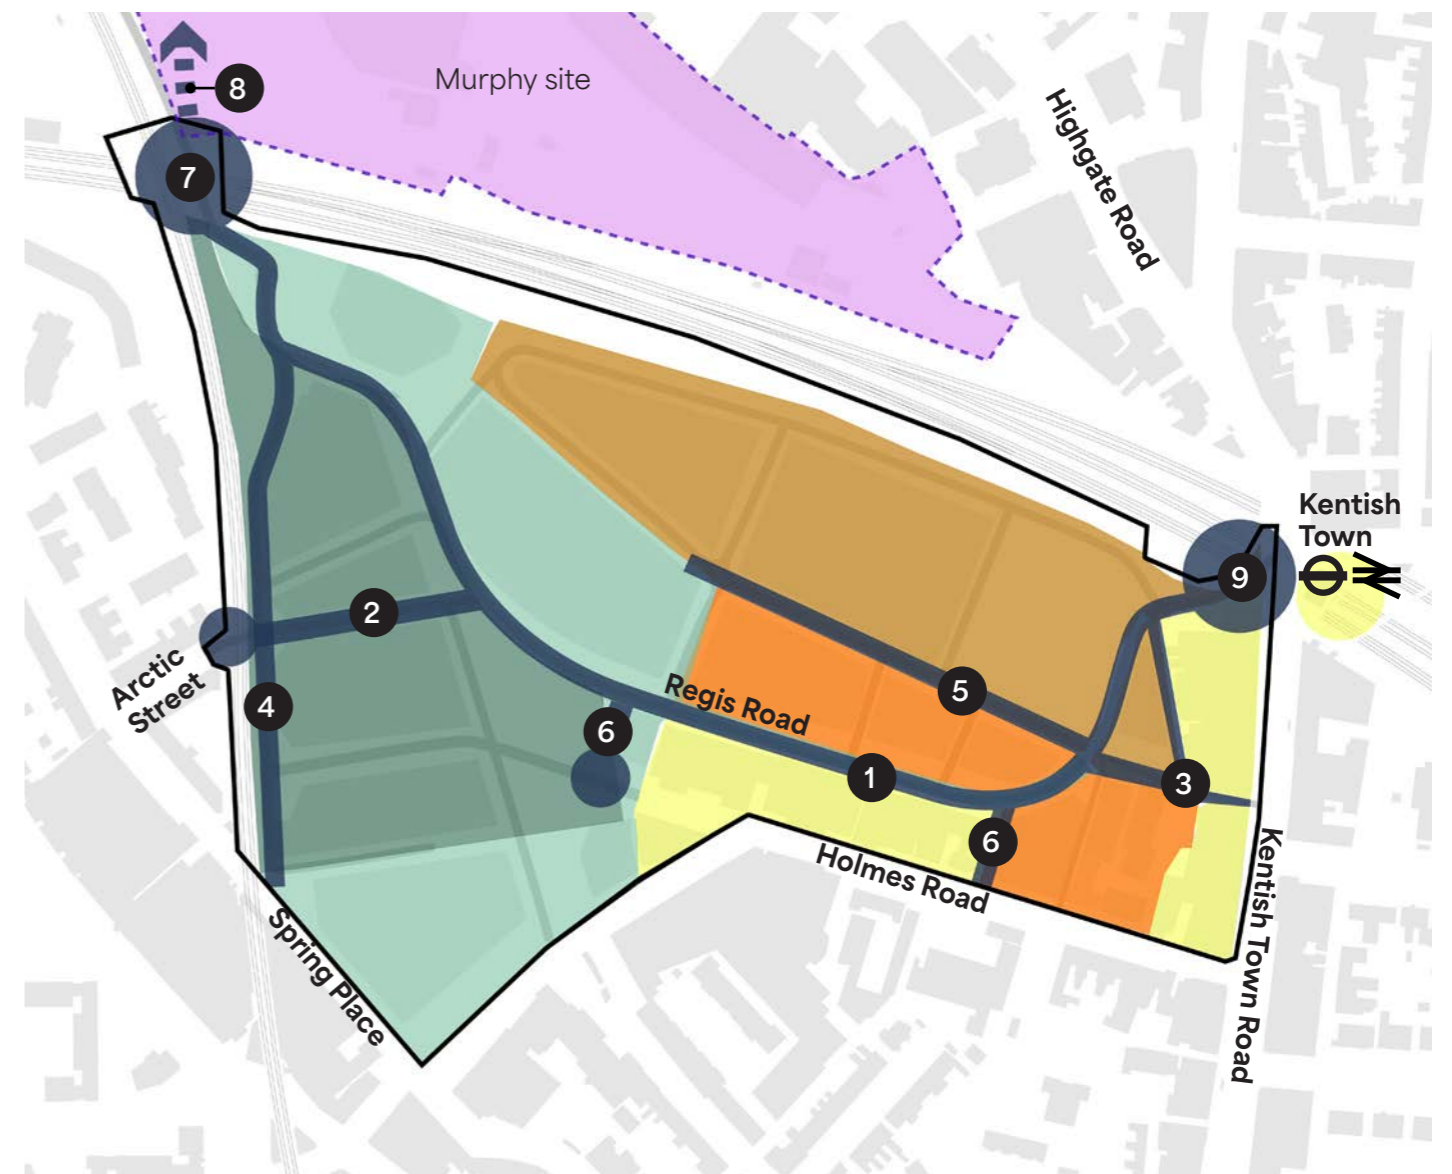 8
Murphy site
Highgate Road
7
Kentish
Town
9
2
Arctic
Street
4
6
Regis Road
5
1
3
6
Holmes Road
Kentish Town Road
Spring Place